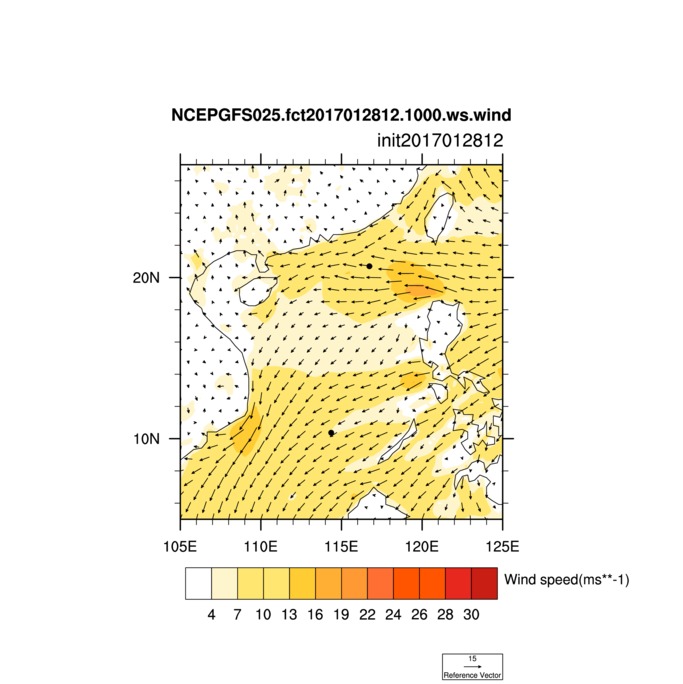 NCEPGFS025.fct2017012812.1000.ws.wind
init2017012812
20N
10N
105E 110E 115E 120E 125E
Wind speed(ms**-1)
4 7 10 13 16 19 22 24 26 28 30
15
Reference Vector